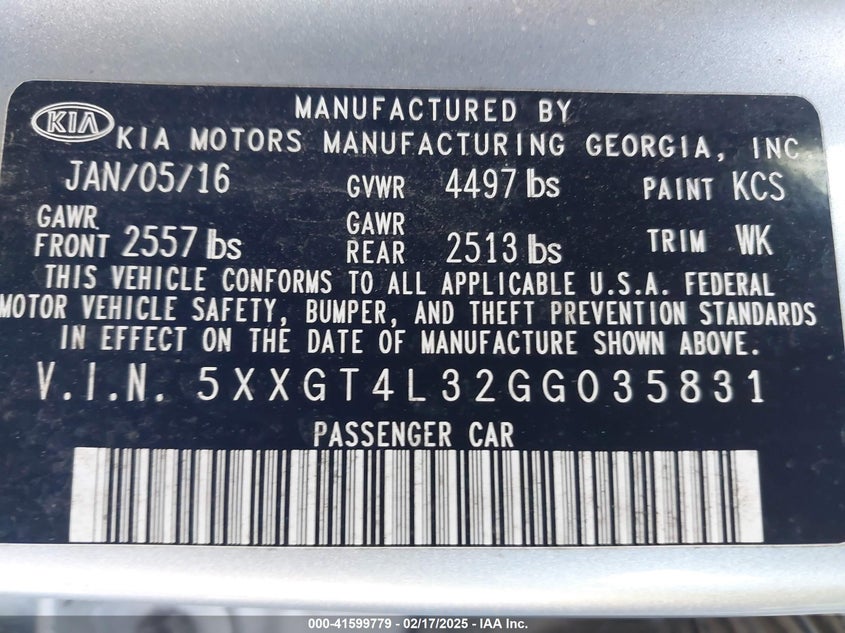 KIA
MANUFACTURED BY
KIA MOTORS MANUFACTURING GEORGIA, INC.
JAN/05/16 GVWR 4497 lbs PAINT KCS
GAWR FRONT 2557 lbs GAWR REAR 2513 lbs TRIM WK
THIS VEHICLE CONFORMS TO ALL APPLICABLE U.S.A. FEDERAL
MOTOR VEHICLE SAFETY, BUMPER, AND THEFT PREVENTION STANDARDS
IN EFFECT ON THE DATE OF MANUFACTURE SHOWN ABOVE.
V.I.N. 5XXGT4L32GG035831
PASSENGER CAR
000-41599779 - 02/17/2025 - IAA Inc.